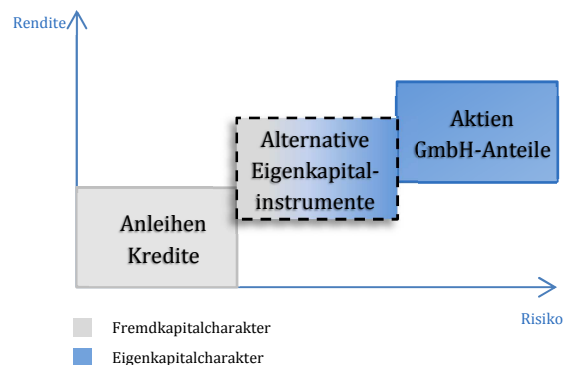 Rendite
Aktien
GmbH-Anteile
Alternative
Eigenkapital-
instrumente
Anleihen
Kredite
Risiko
Fremdkapitalcharakter
Eigenkapitalcharakter